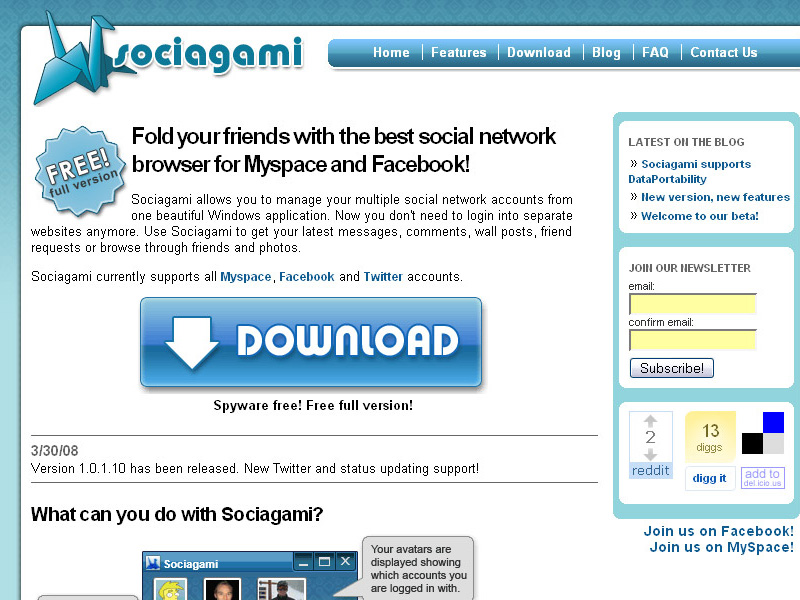 sociagami
Home Features Download Blog FAQ Contact Us
FREE!
full version
Fold your friends with the best social network
browser for Myspace and Facebook!
Sociagami allows you to manage your multiple social network accounts from
one beautiful Windows application. Now you don't need to login into separate
websites anymore. Use Sociagami to get your latest messages, comments, wall posts, friend
requests or browse through friends and photos.
Sociagami currently supports all Myspace, Facebook and Twitter accounts.
DOWNLOAD
Spyware free! Free full version!
3/30/08
Version 1.0.1.10 has been released. New Twitter and status updating support!
What can you do with Sociagami?
Sociagami
Your avatars are
displayed showing
which accounts you
are logged in with.
LATEST ON THE BLOG
» Sociagami supports
DataPortability
» New version, new features
» Welcome to our beta!
JOIN OUR NEWSLETTER
email:
confirm email:
Subscribe!
2
reddit
13
diggs
digg it
add to
del.icio.us
Join us on Facebook!
Join us on MySpace!